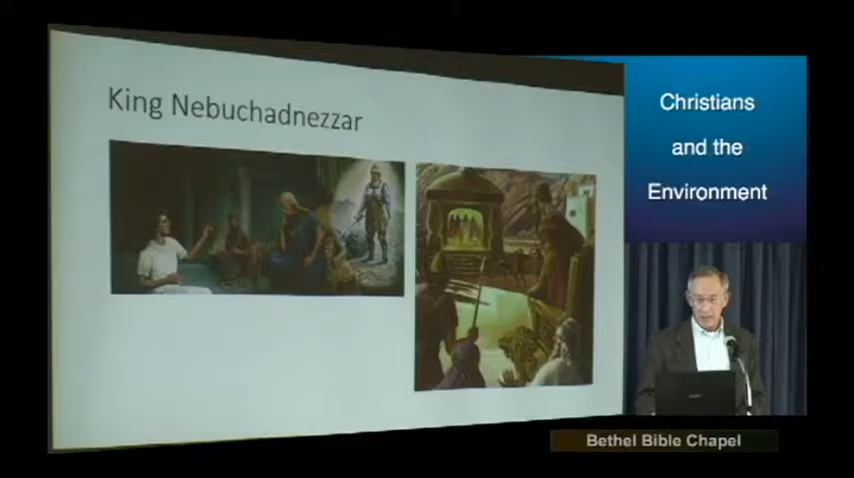 King Nebuchadnezzar
Christians
and the
Environment
Bethel Bible Chapel